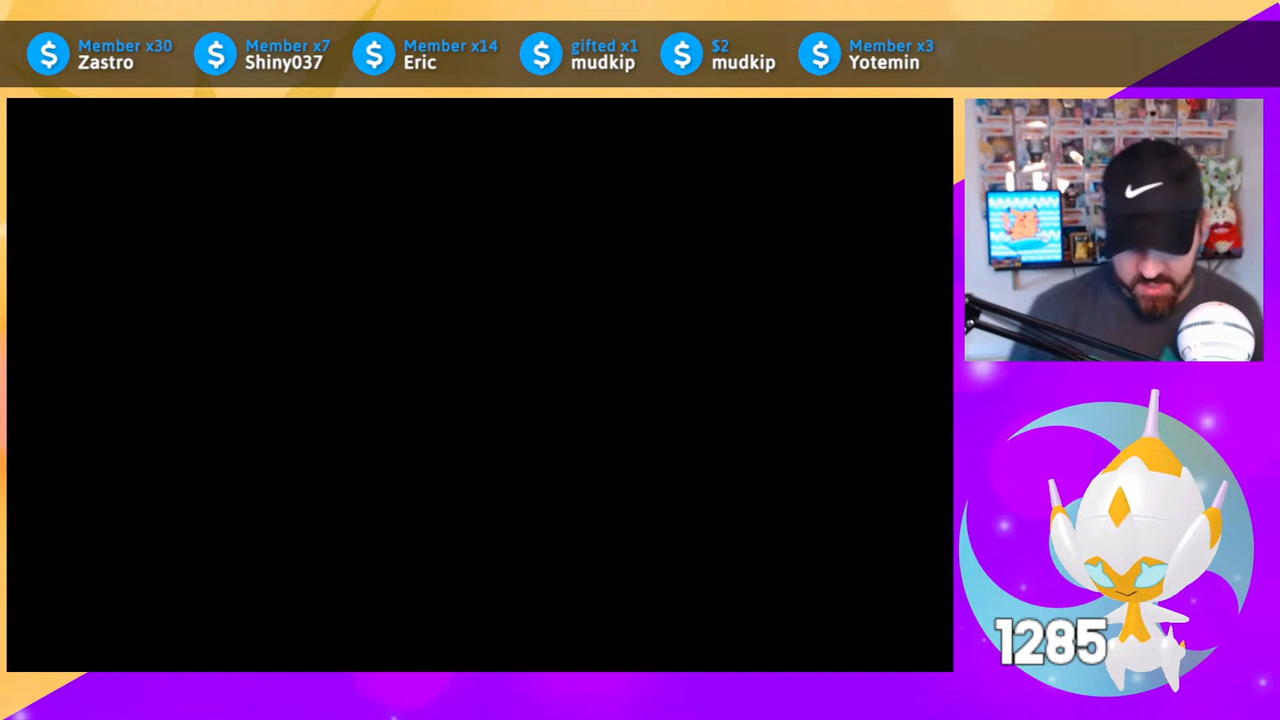 Member x30
Zastro
Member x7
Shiny037
Member x14
Eric
gifted x1
mudkip
$2
mudkip
Member x3
Yotemin
1285